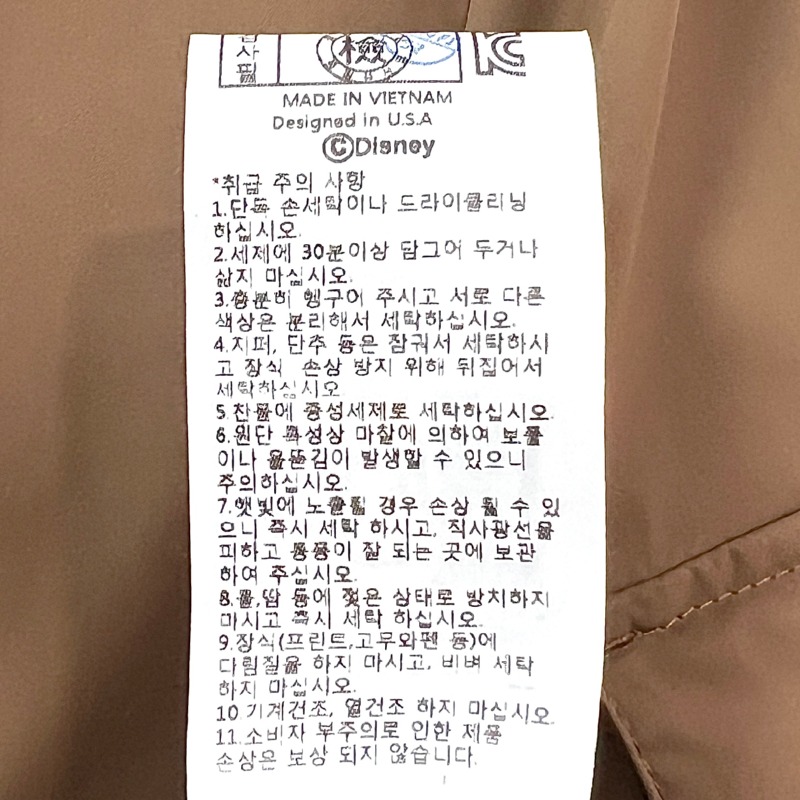 검
사
필
檢
KC
MADE IN VIETNAM
Designed in U.S.A
©Disney
*취급 주의 사항
1.단독 손세탁이나 드라이클리닝
하십시오.
2.세제에 30분이상 담그어 두거나
삶지 마십시오.
3.충분히 헹구어 주시고 서로 다른
색상은 분리해서 세탁하십시오.
4.지퍼, 단추 등은 잠궈서 세탁하시
고 장식 손상 방지 위해 뒤집어서
세탁하십시오
5.찬물에 중성세제로 세탁하십시오.
6.원단 특성상 마찰에 의하여 보풀
이나 올뜯김이 발생할 수 있으니
주의하십시오.
7.햇빛에 노출될 경우 손상 될 수 있
으니 즉시 세탁 하시고, 직사광선을
피하고 통풍이 잘 되는 곳에 보관
하여 주십시오.
8.물,땀 등에 젖은 상태로 방치하지
마시고 즉시 세탁 하십시오.
9.장식(프린트,고무와펜 등)에
다림질을 하지 마시고, 비벼 세탁
하지 마십시오.
10.기계건조, 열건조 하지 마십시오.
11.소비자 부주의로 인한 제품
손상은 보상 되지 않습니다.